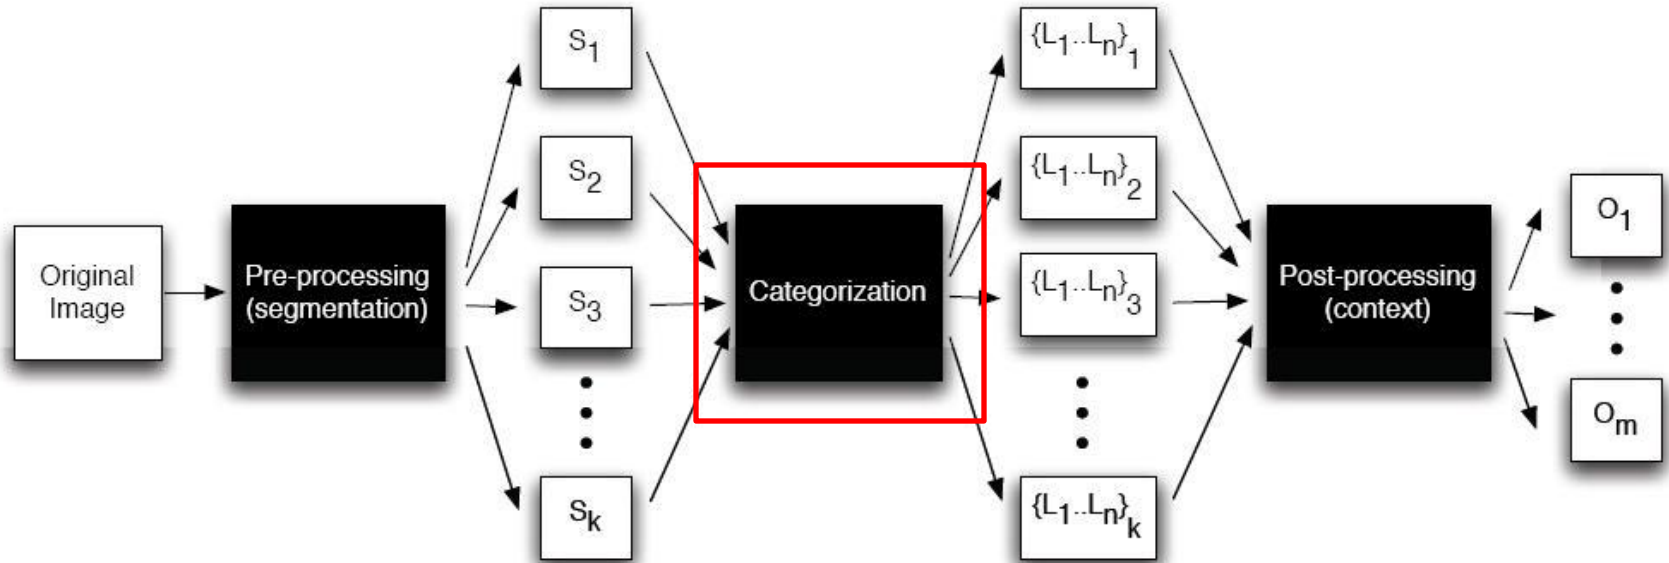 Original
Image
Pre-processing
(segmentation)
S1
S2
S3
Sk
Categorization
{L1..Ln}1
{L1..Ln}2
{L1..Ln}3
{L1..Ln}k
Post-processing
(context)
O1
Om